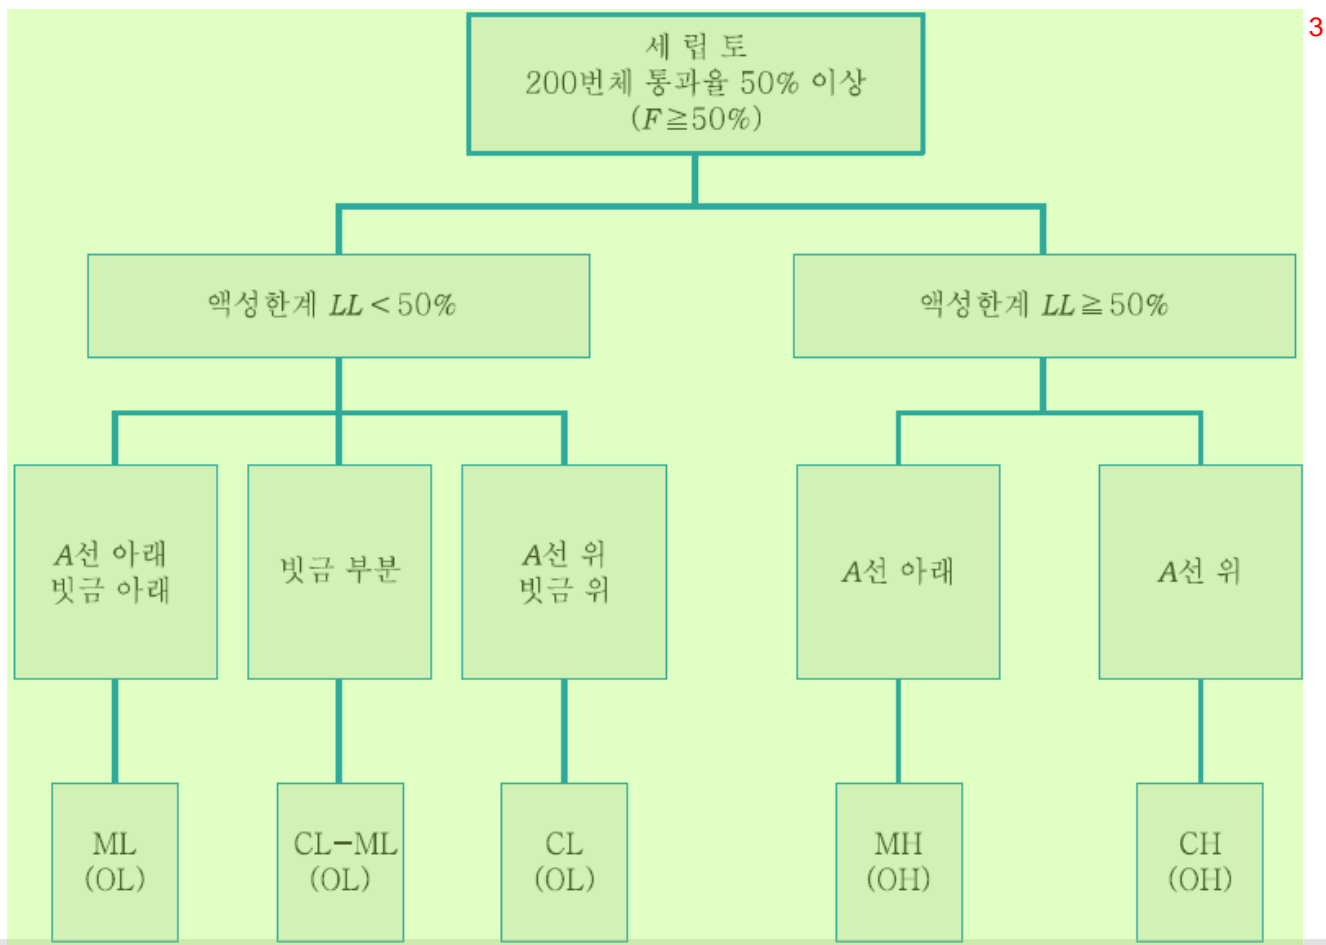 3
세 립 토
200번체 통과율 50% 이상
(F≧50%)
액성한계 LL<50%
액성한계 LL≧50%
A선 아래
빗금 아래
빗금 부분
A선 위
빗금 위
A선 아래
A선 위
ML
(OL)
CL-ML
(OL)
CL
(OL)
MH
(OH)
CH
(OH)